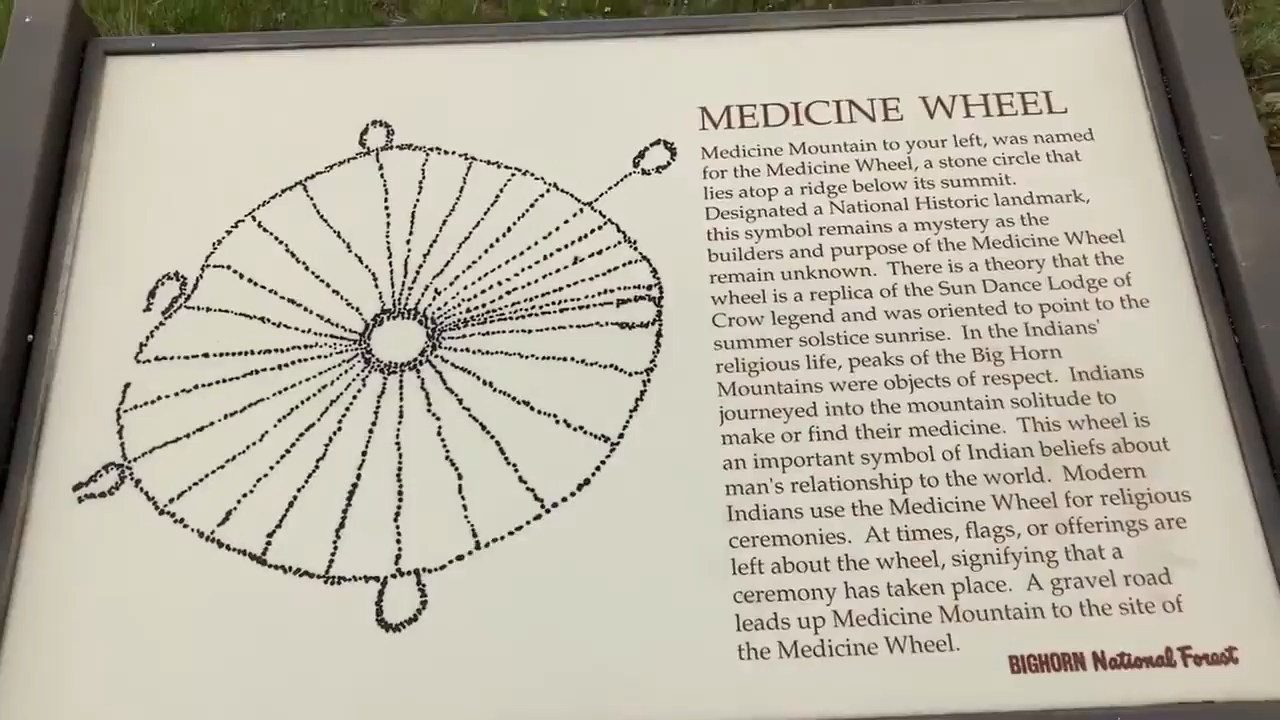 MEDICINE WHEEL
Medicine Mountain to your left, was named
for the Medicine Wheel, a stone circle that
lies atop a ridge below its summit.
Designated a National Historic landmark,
this symbol remains a mystery as the
builders and purpose of the Medicine Wheel
remain unknown. There is a theory that the
wheel is a replica of the Sun Dance Lodge of
Crow legend and was oriented to point to the
summer solstice sunrise. In the Indians'
religious life, peaks of the Big Horn
Mountains were objects of respect. Indians
journeyed into the mountain solitude to
make or find their medicine. This wheel is
an important symbol of Indian beliefs about
man's relationship to the world. Modern
Indians use the Medicine Wheel for religious
ceremonies. At times, flags, or offerings are
left about the wheel, signifying that a
ceremony has taken place. A gravel road
leads up Medicine Mountain to the site of
the Medicine Wheel.
BIGHORN National Forest